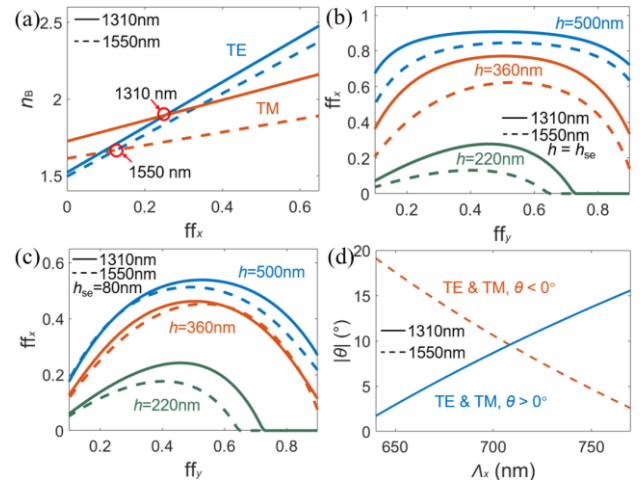 (a)
2.5
1310nm
1550nm
TE
1310 nm
2
TM
n_B
1550 nm
1.5
0
0.2
0.4
0.6
ff_x
(b)
1
h=500nm
0.8
h=360nm
0.6
1310nm
1550nm
h = h_se
0.4
ff_x
0.2
h=220nm
0
0.2
0.4
0.6
0.8
ff_y
(c)
0.8
1310nm
1550nm
h=500nm
h_se=80nm
0.6
h=360nm
0.4
ff_x
0.2
h=220nm
0
0.2
0.4
0.6
0.8
ff_y
(d)
20
TE & TM, θ < 0°
15
1310nm
1550nm
|θ| (°)
10
5
TE & TM, θ > 0°
0
650
700
750
Λ_x (nm)